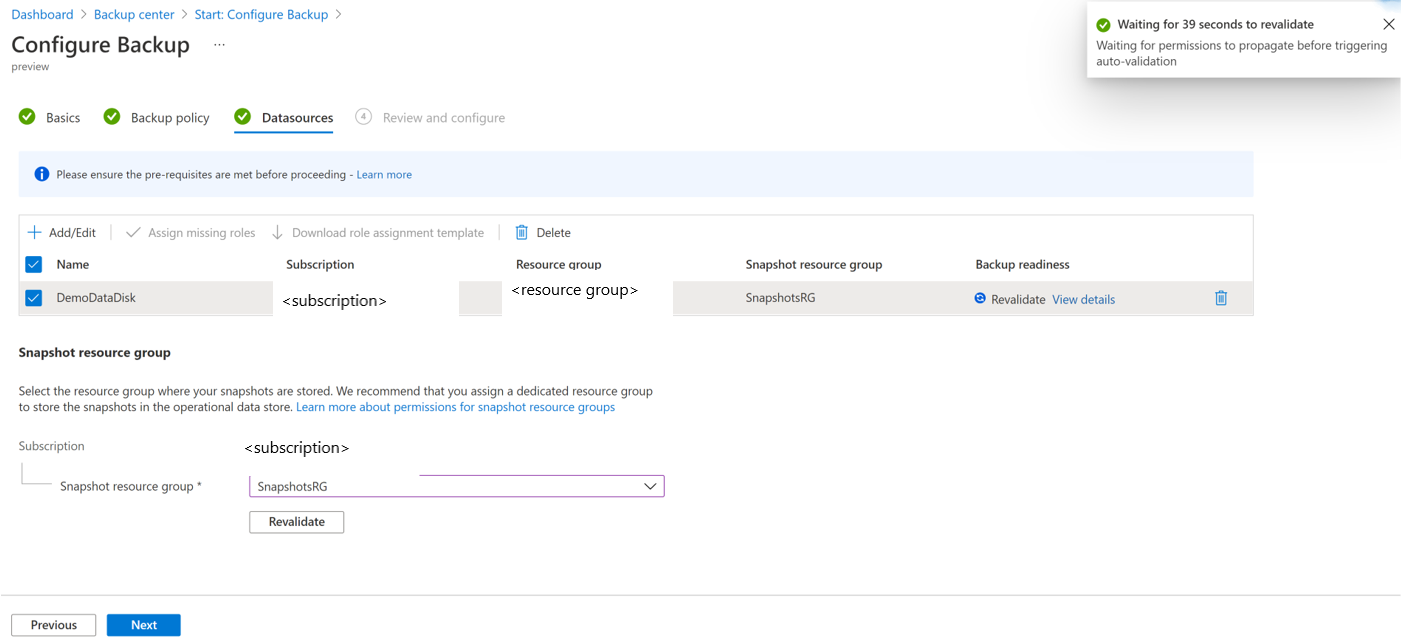 Dashboard > Backup center > Start: Configure Backup >
Configure Backup ...
preview
Waiting for 39 seconds to revalidate
Waiting for permissions to propagate before triggering
auto-validation
Basics Backup policy Datasources 4 Review and configure
Please ensure the pre-requisites are met before proceeding - Learn more
Add/Edit Assign missing roles Download role assignment template Delete
Name Subscription Resource group Snapshot resource group Backup readiness
DemoDataDisk <subscription> <resource group> SnapshotsRG Revalidate View details
Snapshot resource group
Select the resource group where your snapshots are stored. We recommend that you assign a dedicated resource group
to store the snapshots in the operational data store. Learn more about permissions for snapshot resource groups
Subscription <subscription>
Snapshot resource group * SnapshotsRG
Revalidate
Previous Next